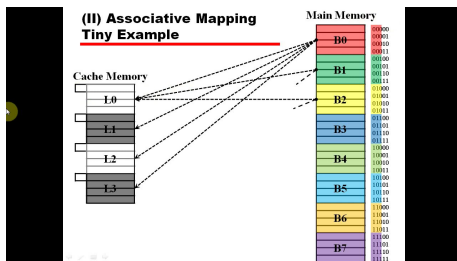 (II) Associative Mapping
Tiny Example
Main Memory
Cache Memory
L0
L1
L2
L3
B0
B1
B2
B3
B4
B5
B6
B7
00000
00001
00010
00011
00100
00101
00110
00111
01000
01001
01010
01011
01100
01101
01110
01111
10000
10001
10010
10011
10100
10101
10110
10111
11000
11001
11010
11011
11100
11101
11110
11111